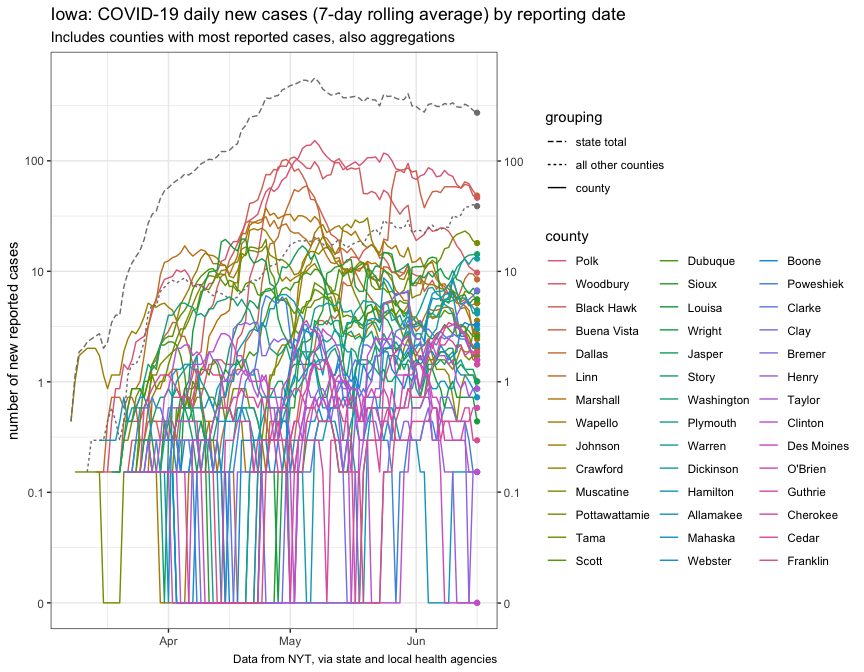 Iowa: COVID-19 daily new cases (7-day rolling average) by reporting date
Includes counties with most reported cases, also aggregations
number of new reported cases
100
10
1
0.1
0
100
10
1
0.1
0
Apr
May
Jun
Data from NYT, via state and local health agencies
grouping
state total
all other counties
county
county
Polk
Woodbury
Black Hawk
Buena Vista
Dallas
Linn
Marshall
Wapello
Johnson
Crawford
Muscatine
Pottawattamie
Tama
Scott
Dubuque
Sioux
Louisa
Wright
Jasper
Story
Washington
Plymouth
Warren
Dickinson
Hamilton
Allamakee
Mahaska
Webster
Boone
Poweshiek
Clarke
Clay
Bremer
Henry
Taylor
Clinton
Des Moines
O'Brien
Guthrie
Cherokee
Cedar
Franklin